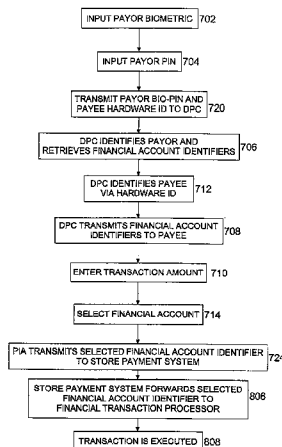 INPUT PAYOR BIOMETRIC 702
INPUT PAYOR PIN
704
TRANSMIT PAYOR BIO-PIN AND
PAYEE HARDWARE ID TO DPC
720
DPC IDENTIFIES PAYOR AND
RETRIEVES FINANCIAL ACCOUNT IDENTIFIERS
706
DPC IDENTIFIES PAYEE
VIA HARDWARE ID
712
DPC TRANSMITS FINANCIAL ACCOUNT
IDENTIFIERS TO PAYEE
708
ENTER TRANSACTION AMOUNT 710
SELECT FINANCIAL ACCOUNT
714
PIA TRANSMITS SELECTED FINANCIAL ACCOUNT IDENTIFIER
TO STORE PAYMENT SYSTEM
724
STORE PAYMENT SYSTEM FORWARDS SELECTED
FINANCIAL ACCOUNT IDENTIFIER TO
FINANCIAL TRANSACTION PROCESSOR
806
TRANSACTION IS EXECUTED 808